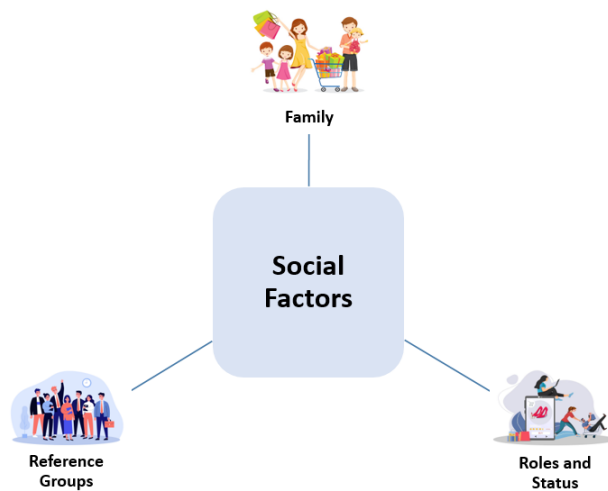 Family
Social
Factors
Reference
Groups
Roles and
Status